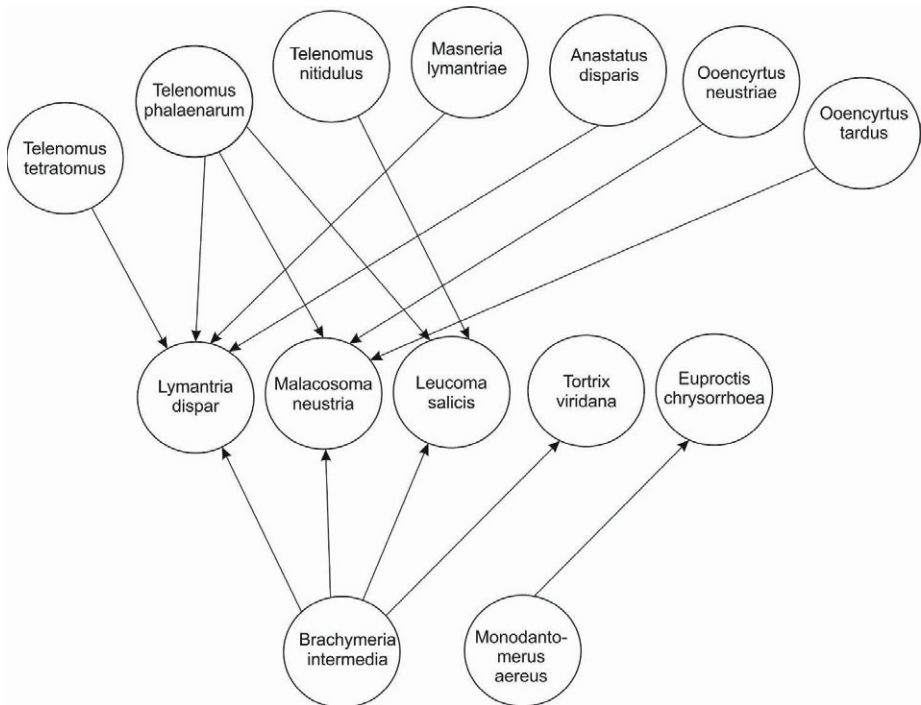 Telenomus
tetratomus
Telenomus
phalaenarum
Telenomus
nitidulus
Masneria
lymantriae
Anastatus
disparis
Ooencyrtus
neustriae
Ooencyrtus
tardus
Lymantria
dispar
Malacosoma
neustria
Leucoma
salicis
Tortrix
viridana
Euproctis
chrysorrhoea
Brachymeria
intermedia
Monodanto-
merus
aereus